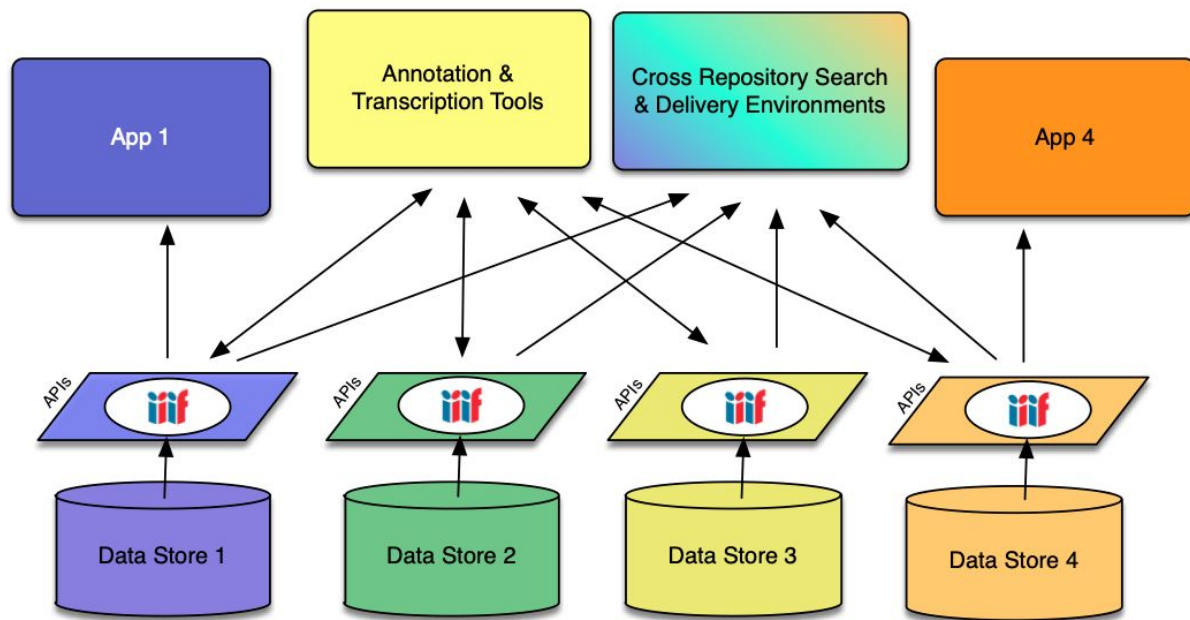 App 1
Annotation &
Transcription Tools
Cross Repository Search
& Delivery Environments
App 4
APIs
iiif
APIs
iiif
APIs
iiif
APIs
iiif
Data Store 1
Data Store 2
Data Store 3
Data Store 4